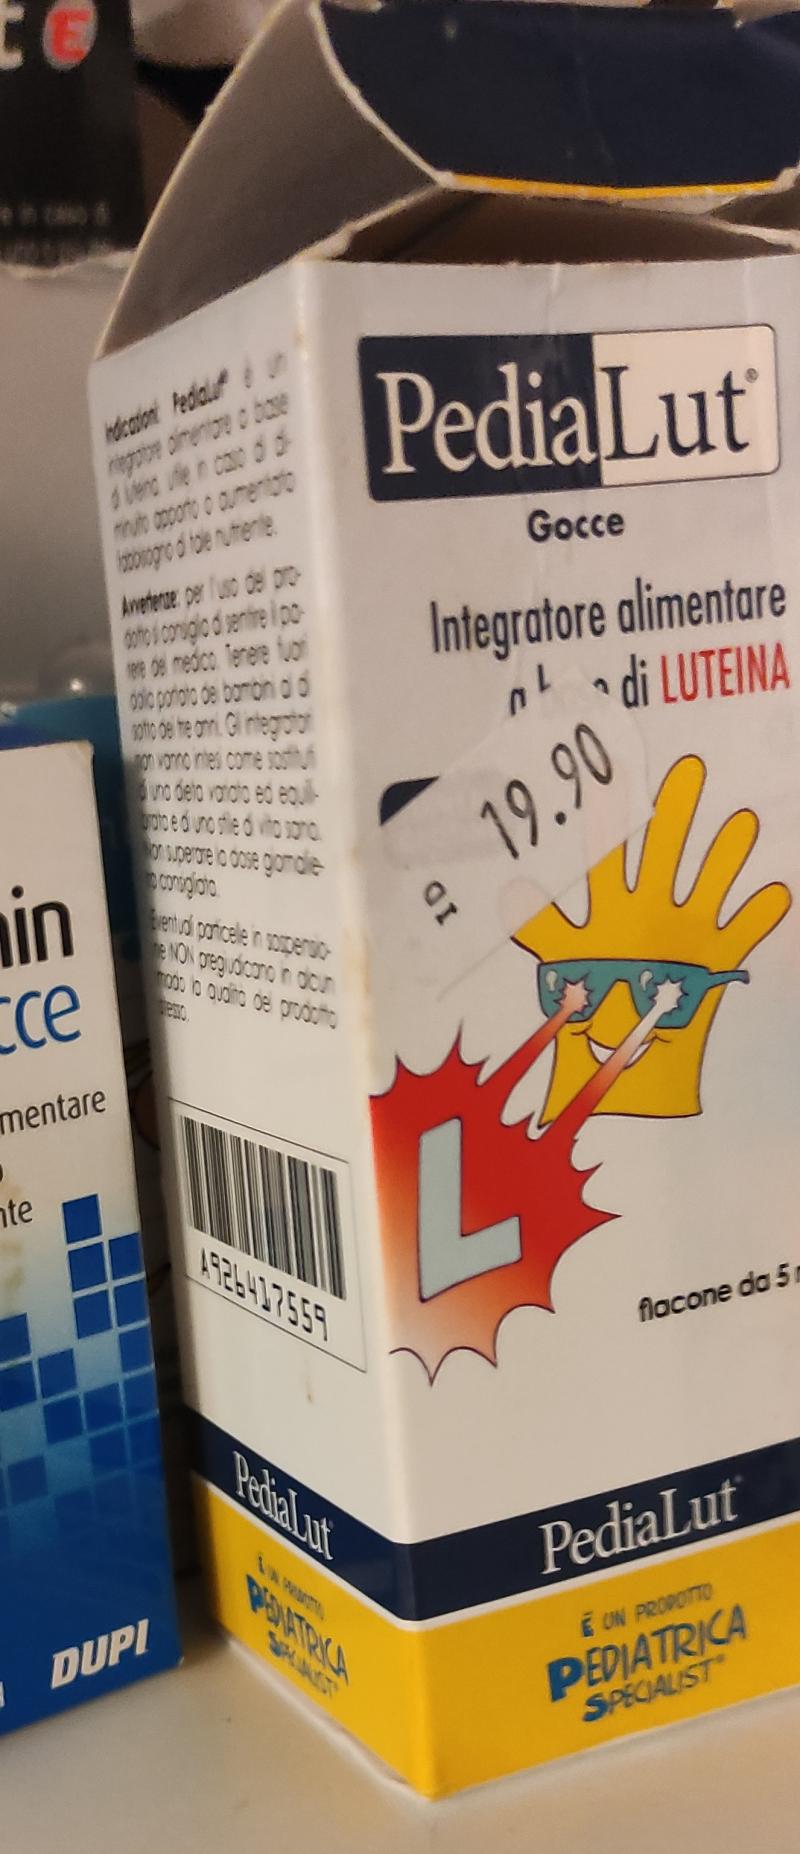 t E
Indicazioni: PediaLut® è un
integratore alimentare a base
di luteina, utile in caso di di-
minuito apporto o aumentato
fabbisogno di tale nutriente.
Avvertenze: per l'uso del pro-
dotto si consiglia di sentire il pa-
rere del medico. Tenere fuori
dalla portata dei bambini al di
sotto dei tre anni. Gli integratori
non vanno intesi come sostituti
di una dieta variata ed equili-
brata e di uno stile di vita sano.
Non superare la dose giornalie-
ra consigliata.
Eventuali particelle in sospensio-
ne NON pregiudicano in alcun
modo la qualità del prodotto
stesso.
A926417559
PediaLut®
È UN PRODOTTO
PEDIATRICA
SPECIALIST®
PediaLut®
Gocce
Integratore alimentare
di LUTEINA
19.90
L
flacone da 5
PediaLut®
È UN PRODOTTO
PEDIATRICA
SPECIALIST®
in
cce
mentare
nte
DUPI